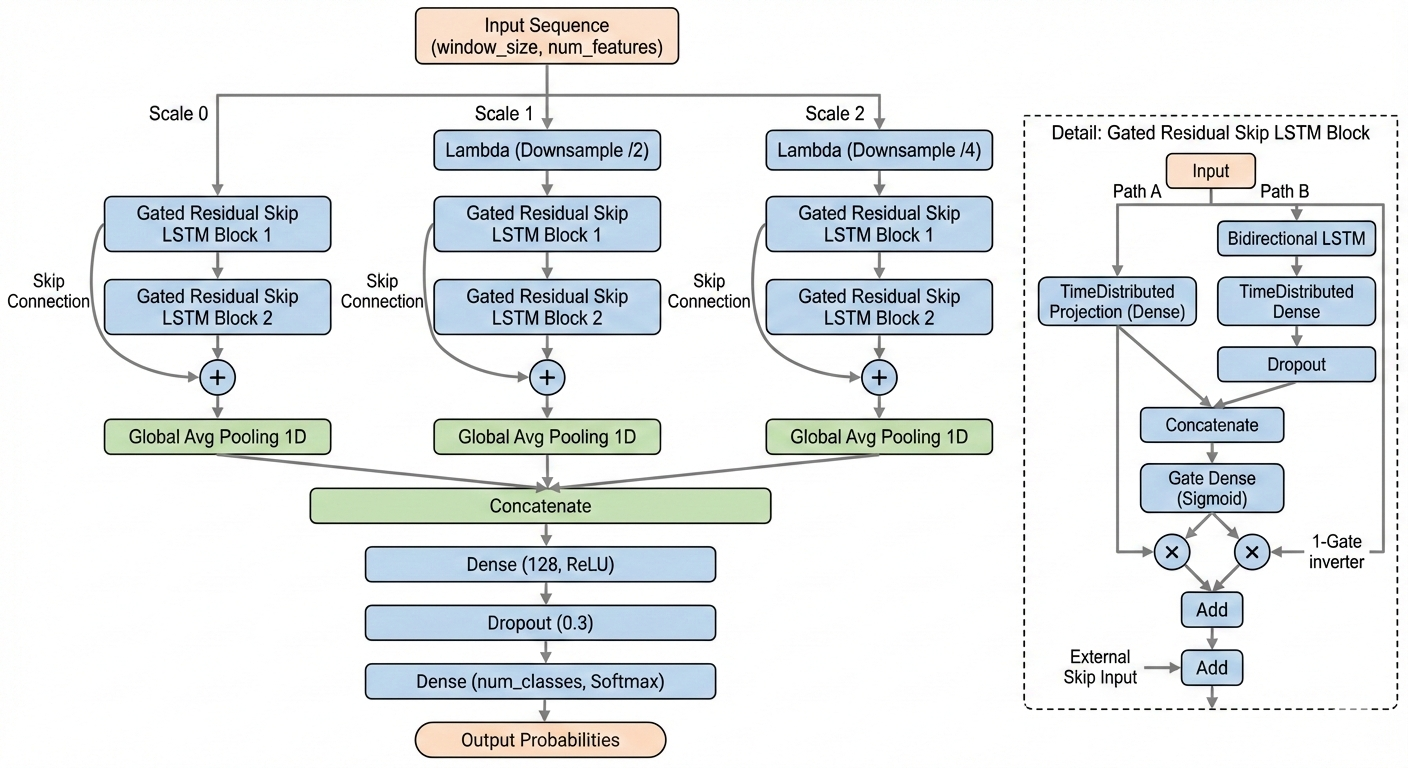 Input Sequence
(window_size, num_features)
Scale 0
Scale 1
Scale 2
Lambda (Downsample /2)
Lambda (Downsample /4)
Gated Residual Skip
LSTM Block 1
Gated Residual Skip
LSTM Block 1
Gated Residual Skip
LSTM Block 1
Skip
Connection
Skip
Connection
Skip
Connection
Gated Residual Skip
LSTM Block 2
Gated Residual Skip
LSTM Block 2
Gated Residual Skip
LSTM Block 2
+
+
+
Global Avg Pooling 1D
Global Avg Pooling 1D
Global Avg Pooling 1D
Concatenate
Dense (128, ReLU)
Dropout (0.3)
Dense (num_classes, Softmax)
Output Probabilities
Detail: Gated Residual Skip LSTM Block
Input
Path A
Path B
Bidirectional LSTM
TimeDistributed
Projection (Dense)
TimeDistributed
Dense
Dropout
Concatenate
Gate Dense
(Sigmoid)
×
×
1-Gate
inverter
Add
External
Skip Input
Add